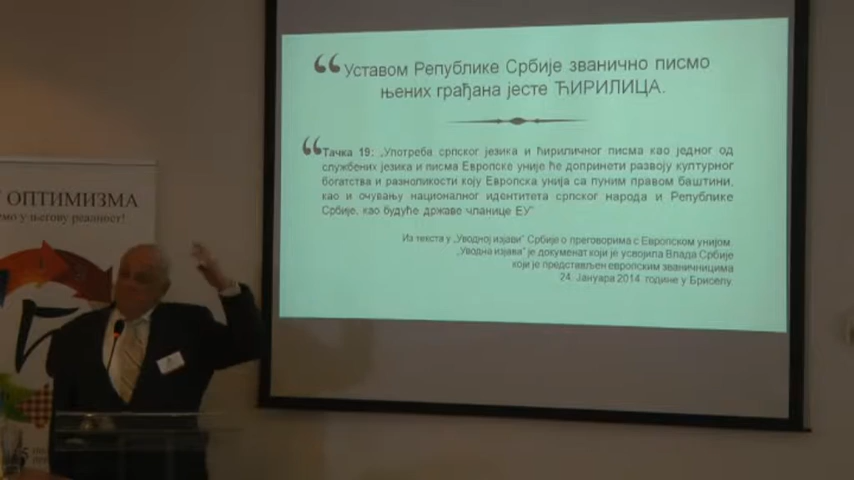 “Уставом Републике Србије званично писмо
њених грађана јесте ЋИРИЛИЦА.
“Тачка 19: „Употреба српског језика и ћириличног писма као једног од
службених језика и писма Европске уније ће допринети развоју културног
богатства и разноликости коју Европска унија са пуним правом баштини,
као и очувању националног идентитета српског народа и Републике
Србије, као будуће државе чланице ЕУ“
Из текста у „Уводној изјави“ Србије о преговорима с Европском унијом.
„Уводна изјава“ је документ који је усвојила Влада Србије
који је представљен европским званичницима
24. Јануара 2014. године у Бриселу.
ОПТИМИЗМА
у његову реалност!